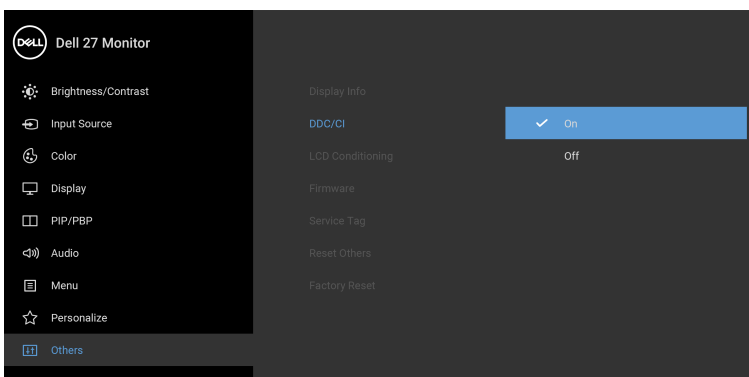 DELL
Dell 27 Monitor
Brightness/Contrast
Input Source
Color
Display
PIP/PBP
Audio
Menu
Personalize
Others
Display Info
DDC/CI
LCD Conditioning
Firmware
Service Tag
Reset Others
Factory Reset
On
Off